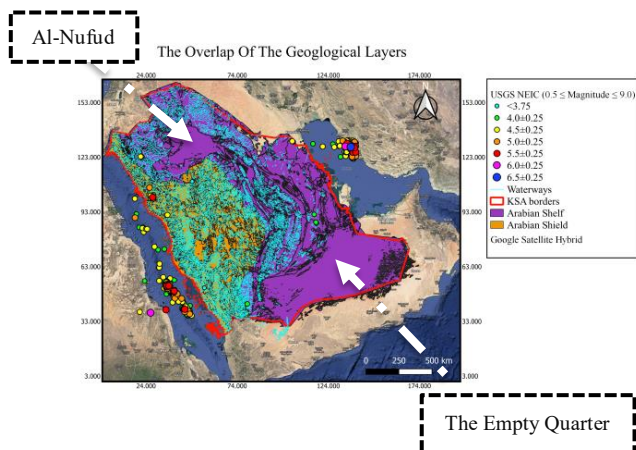 Al-Nufud
The Overlap Of The Geoglogical Layers
24.000 74.000 124.000 174.000
153.000 153.000
123.000 123.000
93.000 93.000
63.000 63.000
33.000 33.000
3.000 3.000
24.000 74.000 124.000 174.000
0 250 500 km
USGS NEIC (0.5 ≤ Magnitude ≤ 9.0)
<3.75
4.0±0.25
4.5±0.25
5.0±0.25
5.5±0.25
6.0±0.25
6.5±0.25
Waterways
KSA borders
Arabian Shelf
Arabian Shield
Google Satellite Hybrid
The Empty Quarter